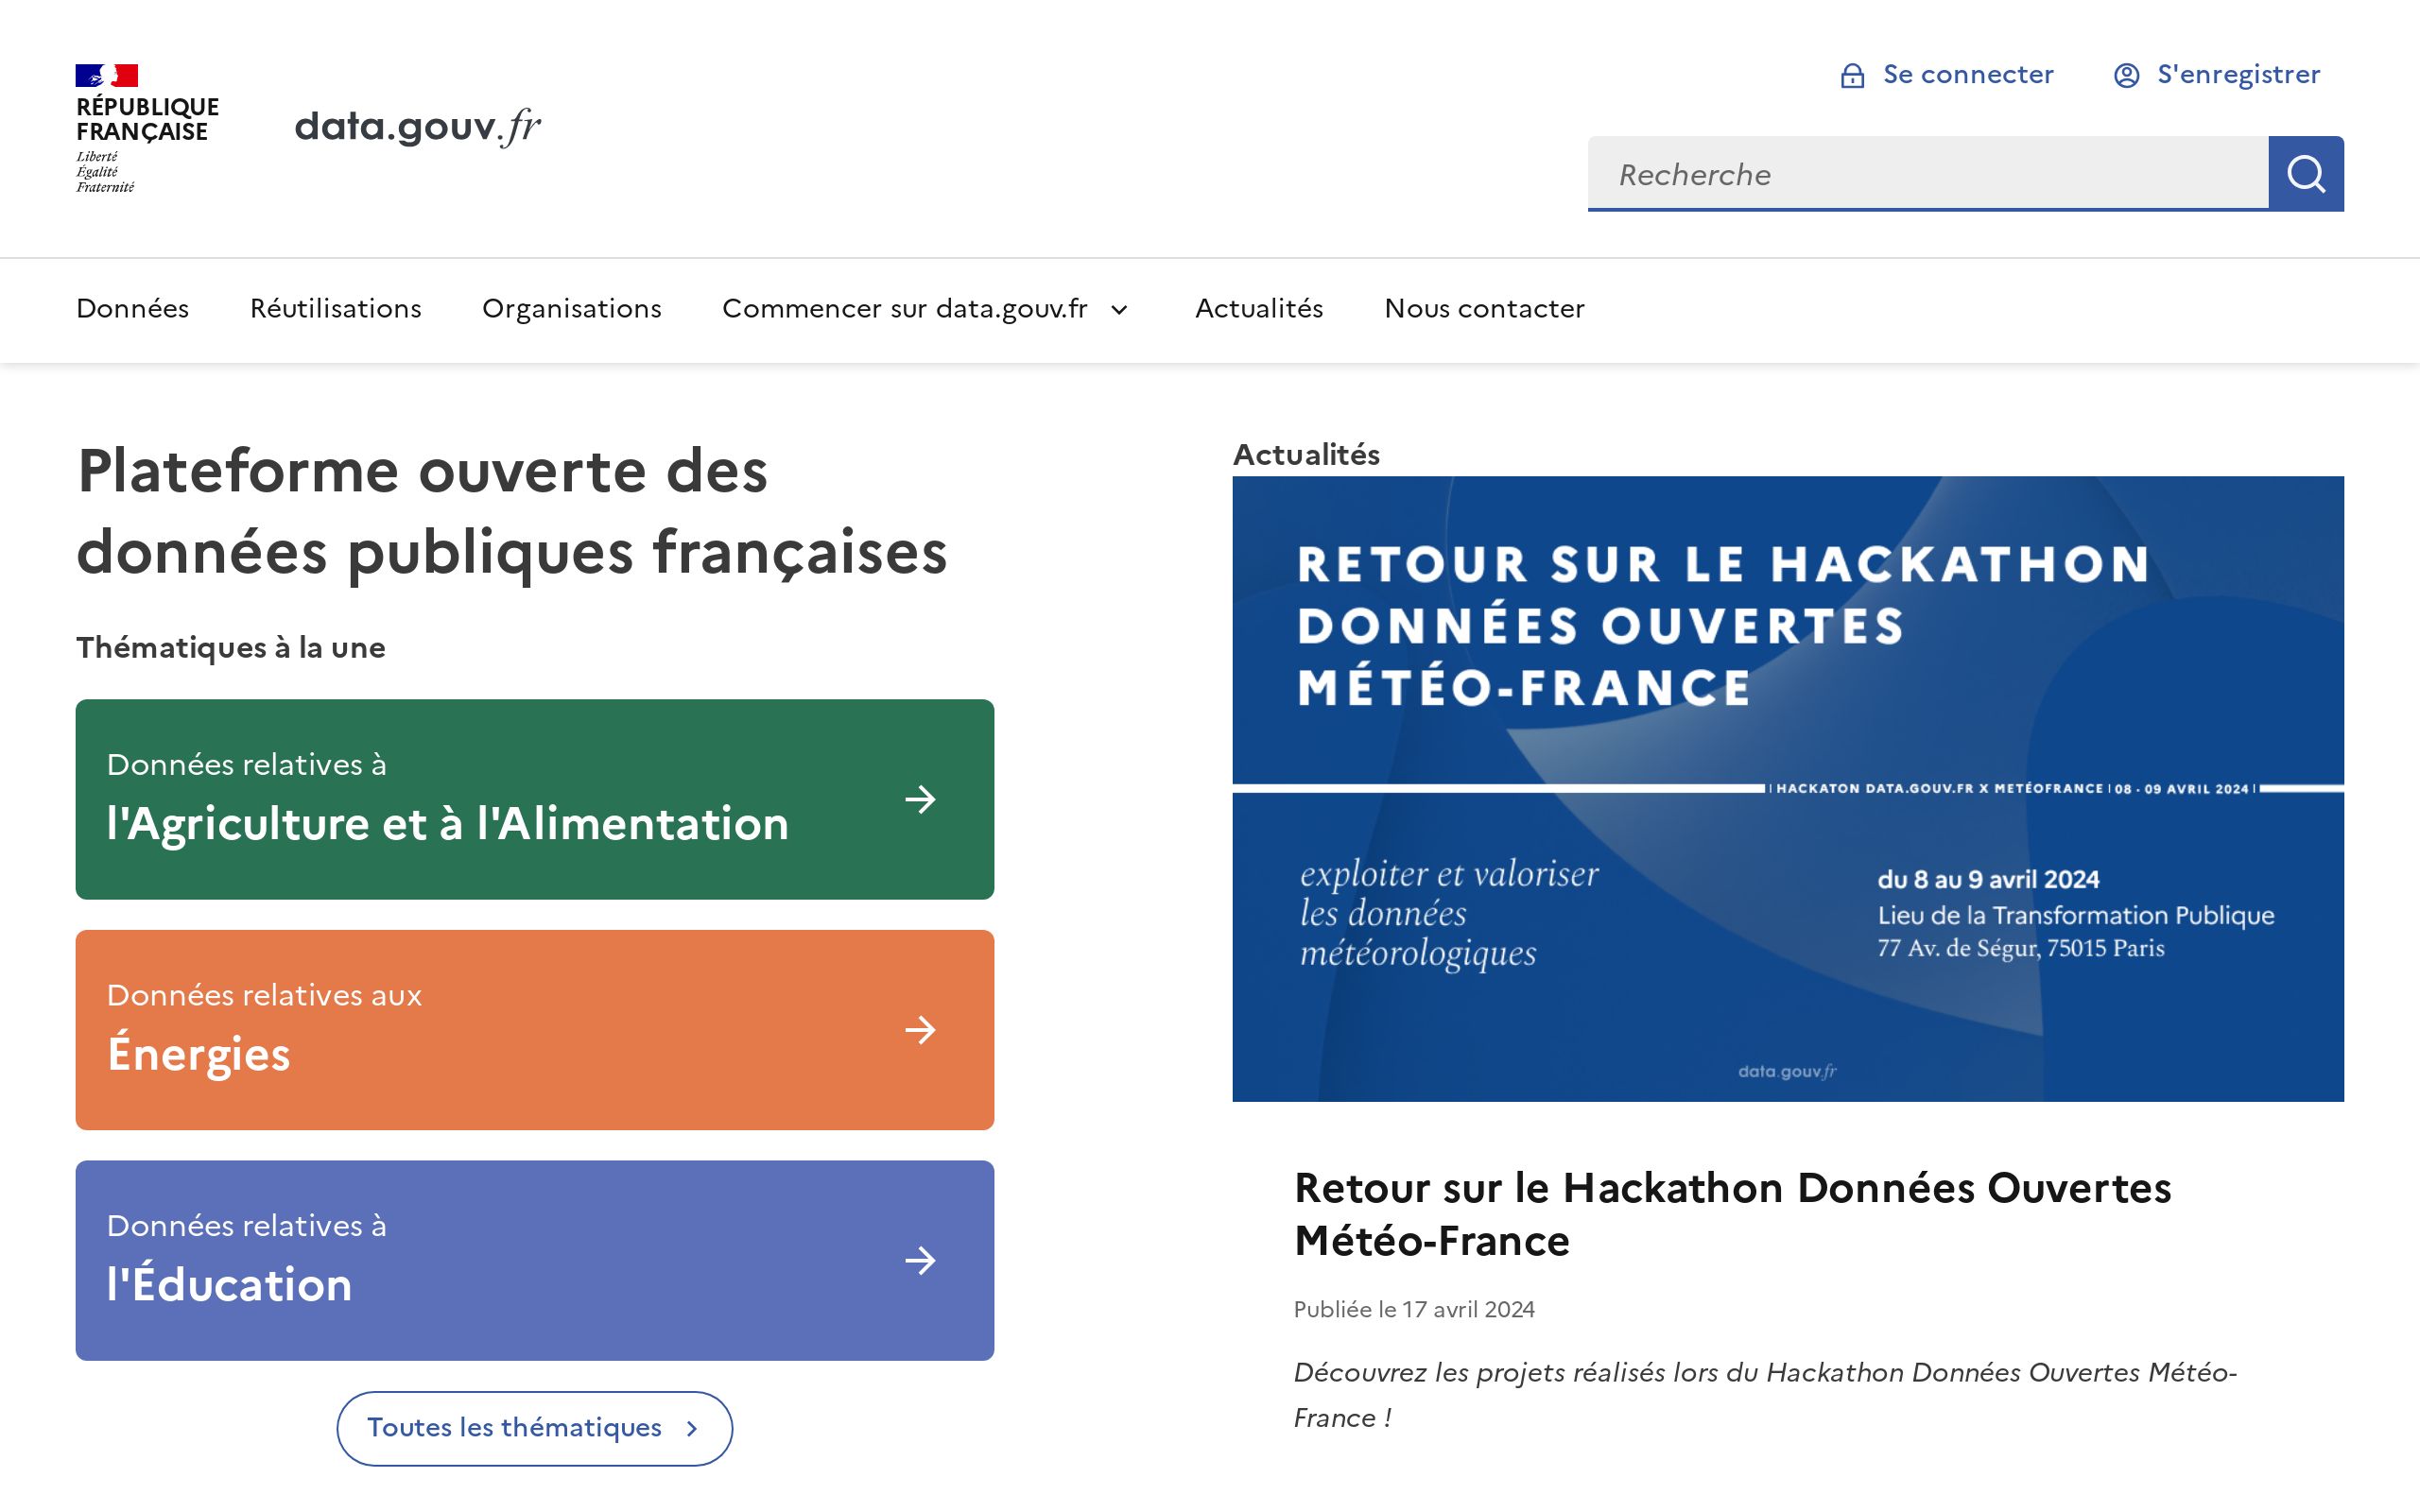 RÉPUBLIQUE
FRANÇAISE
Liberté
Égalité
Fraternité
data.gouv.fr
Se connecter
S'enregistrer
Recherche
Données
Réutilisations
Organisations
Commencer sur data.gouv.fr
Actualités
Nous contacter
Plateforme ouverte des
données publiques françaises
Thématiques à la une
Données relatives à
l'Agriculture et à l'Alimentation
Données relatives aux
Énergies
Données relatives à
l'Éducation
Toutes les thématiques
Actualités
RETOUR SUR LE HACKATHON
DONNÉES OUVERTES
MÉTÉO-FRANCE
HACKATON DATA.GOUV.FR X METÉOFRANCE | 08 - 09 AVRIL 2024
exploiter et valoriser
les données
météorologiques
du 8 au 9 avril 2024
Lieu de la Transformation Publique
77 Av. de Ségur, 75015 Paris
data.gouv.fr
Retour sur le Hackathon Données Ouvertes
Météo-France
Publiée le 17 avril 2024
Découvrez les projets réalisés lors du Hackathon Données Ouvertes Météo-
France !